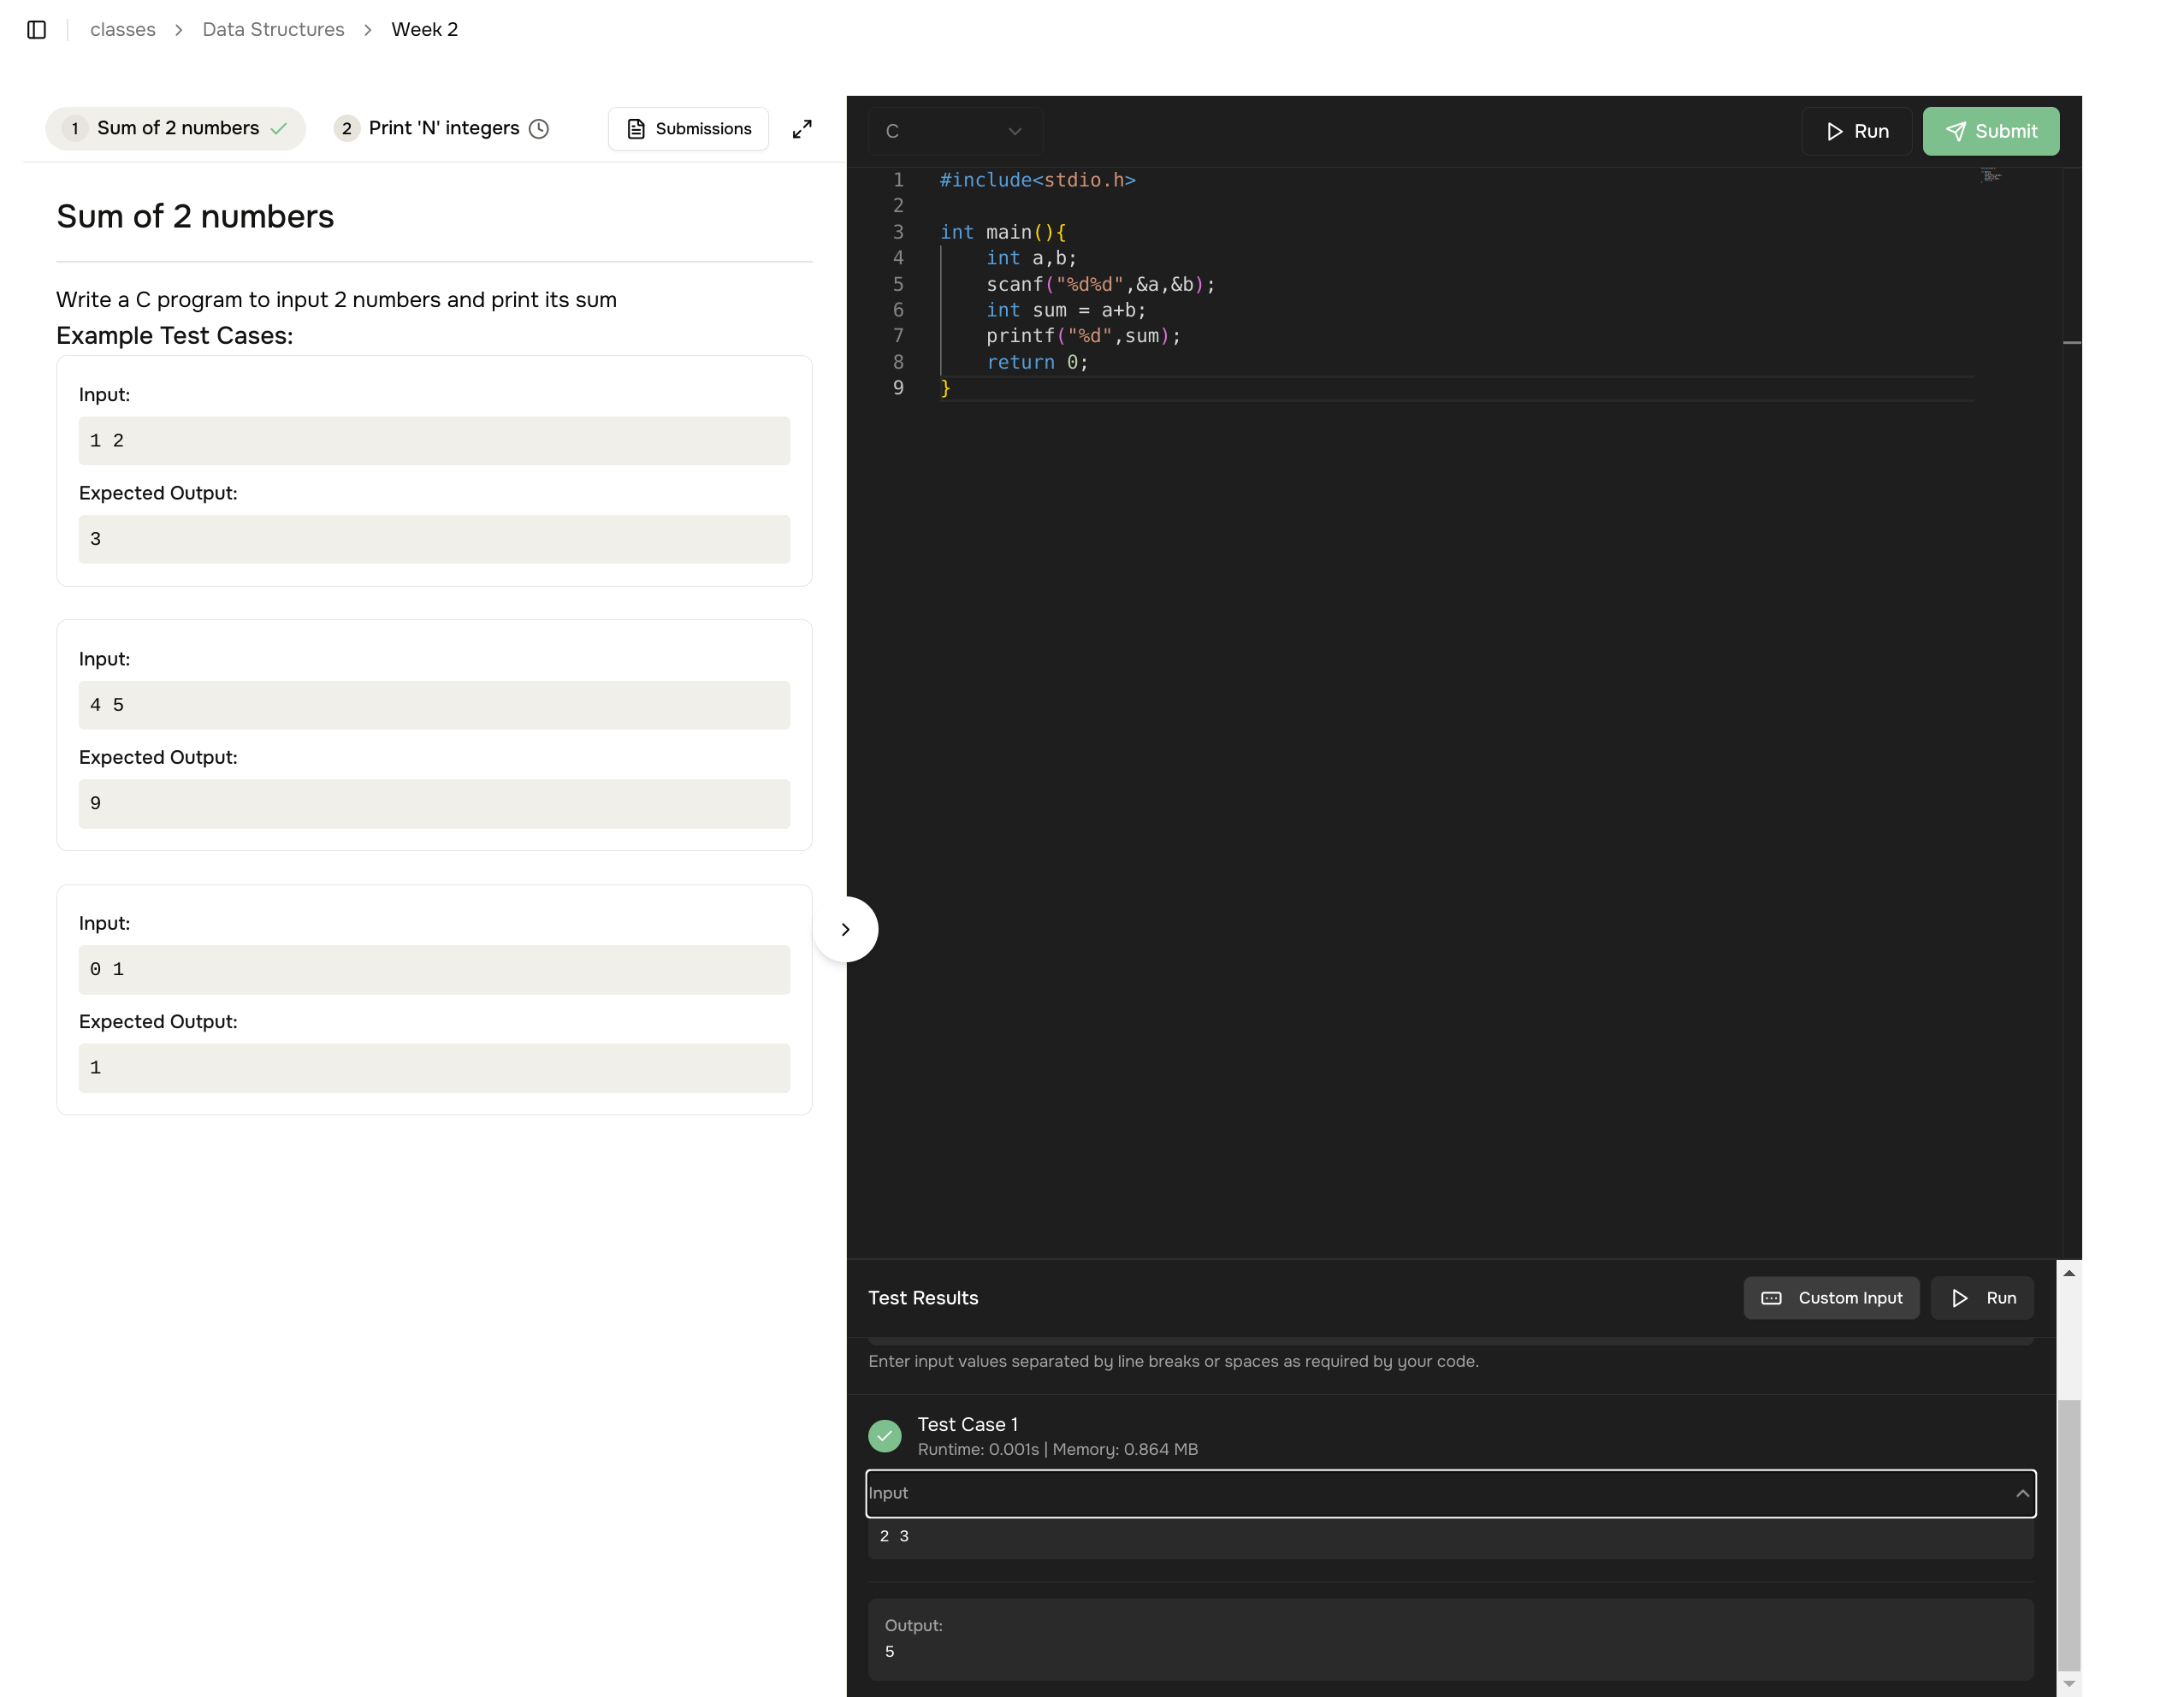 classes > Data Structures > Week 2
1 Sum of 2 numbers 2 Print 'N' integers Submissions
Sum of 2 numbers
Write a C program to input 2 numbers and print its sum
Example Test Cases:
Input:
1 2
Expected Output:
3
Input:
4 5
Expected Output:
9
Input:
0 1
Expected Output:
1
C Run Submit
1 #include<stdio.h>
2
3 int main(){
4     int a,b;
5     scanf("%d%d",&a,&b);
6     int sum = a+b;
7     printf("%d",sum);
8     return 0;
9 }
Test Results Custom Input Run
Enter input values separated by line breaks or spaces as required by your code.
Test Case 1
Runtime: 0.001s | Memory: 0.864 MB
Input
2 3
Output:
5